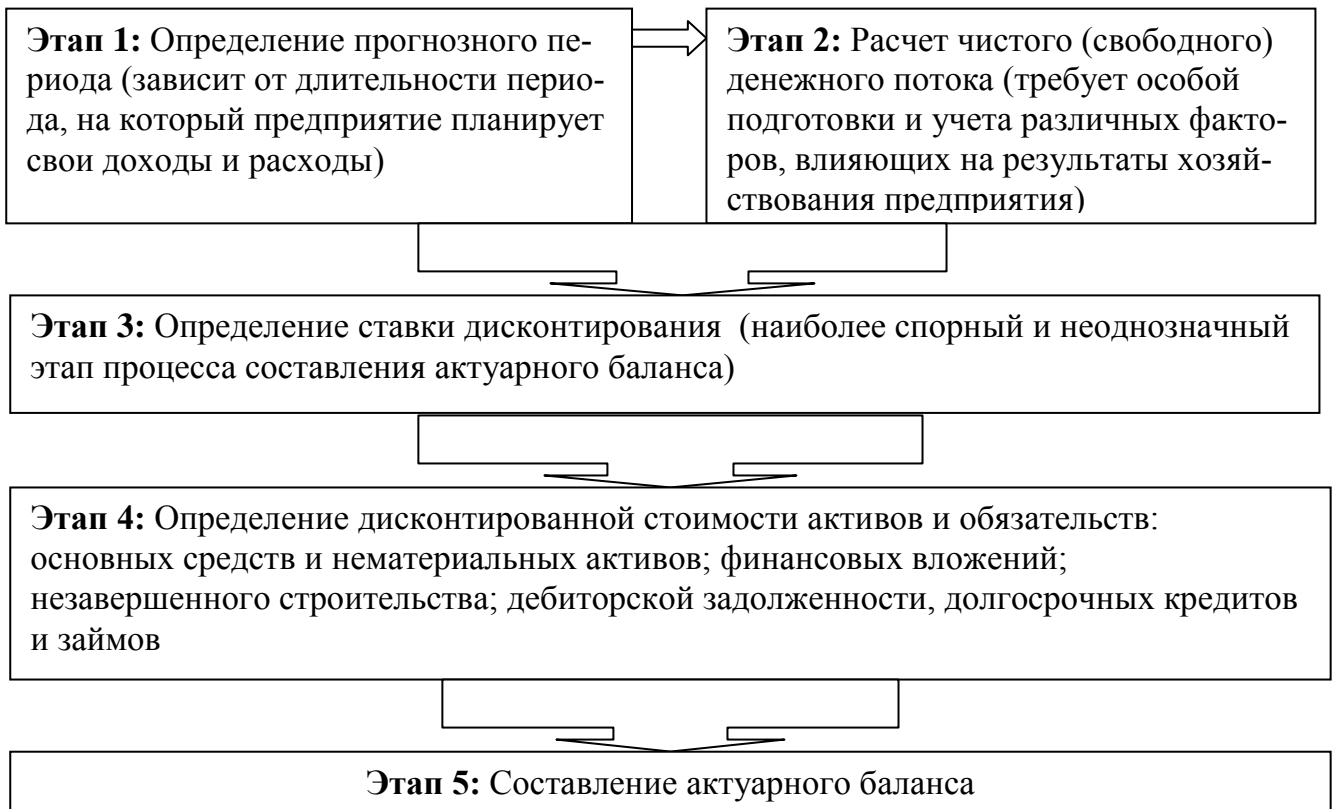 Этап 1: Определение прогнозного пе-
риода (зависит от длительности перио-
да, на который предприятие планирует
свои доходы и расходы)
Этап 2: Расчет чистого (свободного)
денежного потока (требует особой
подготовки и учета различных факто-
ров, влияющих на результаты хозяй-
ствования предприятия)
Этап 3: Определение ставки дисконтирования (наиболее спорный и неоднозначный
этап процесса составления актуарного баланса)
Этап 4: Определение дисконтированной стоимости активов и обязательств:
основных средств и нематериальных активов; финансовых вложений;
незавершенного строительства; дебиторской задолженности, долгосрочных кредитов
и займов
Этап 5: Составление актуарного баланса